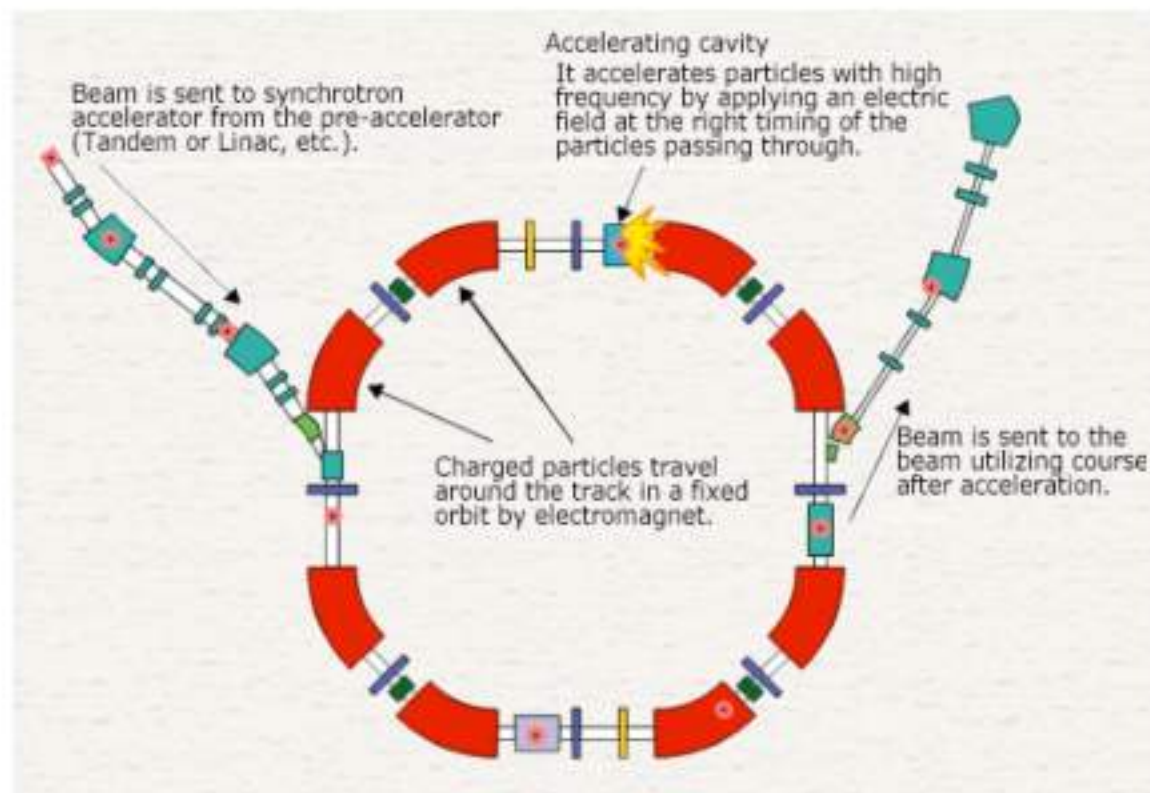 Accelerating cavity
It accelerates particles with high
frequency by applying an electric
field at the right timing of the
particles passing through.
Beam is sent to synchrotron
accelerator from the pre-accelerator
(Tandem or Linac, etc.).
Charged particles travel
around the track in a fixed
orbit by electromagnet.
Beam is sent to the
beam utilizing course
after acceleration.